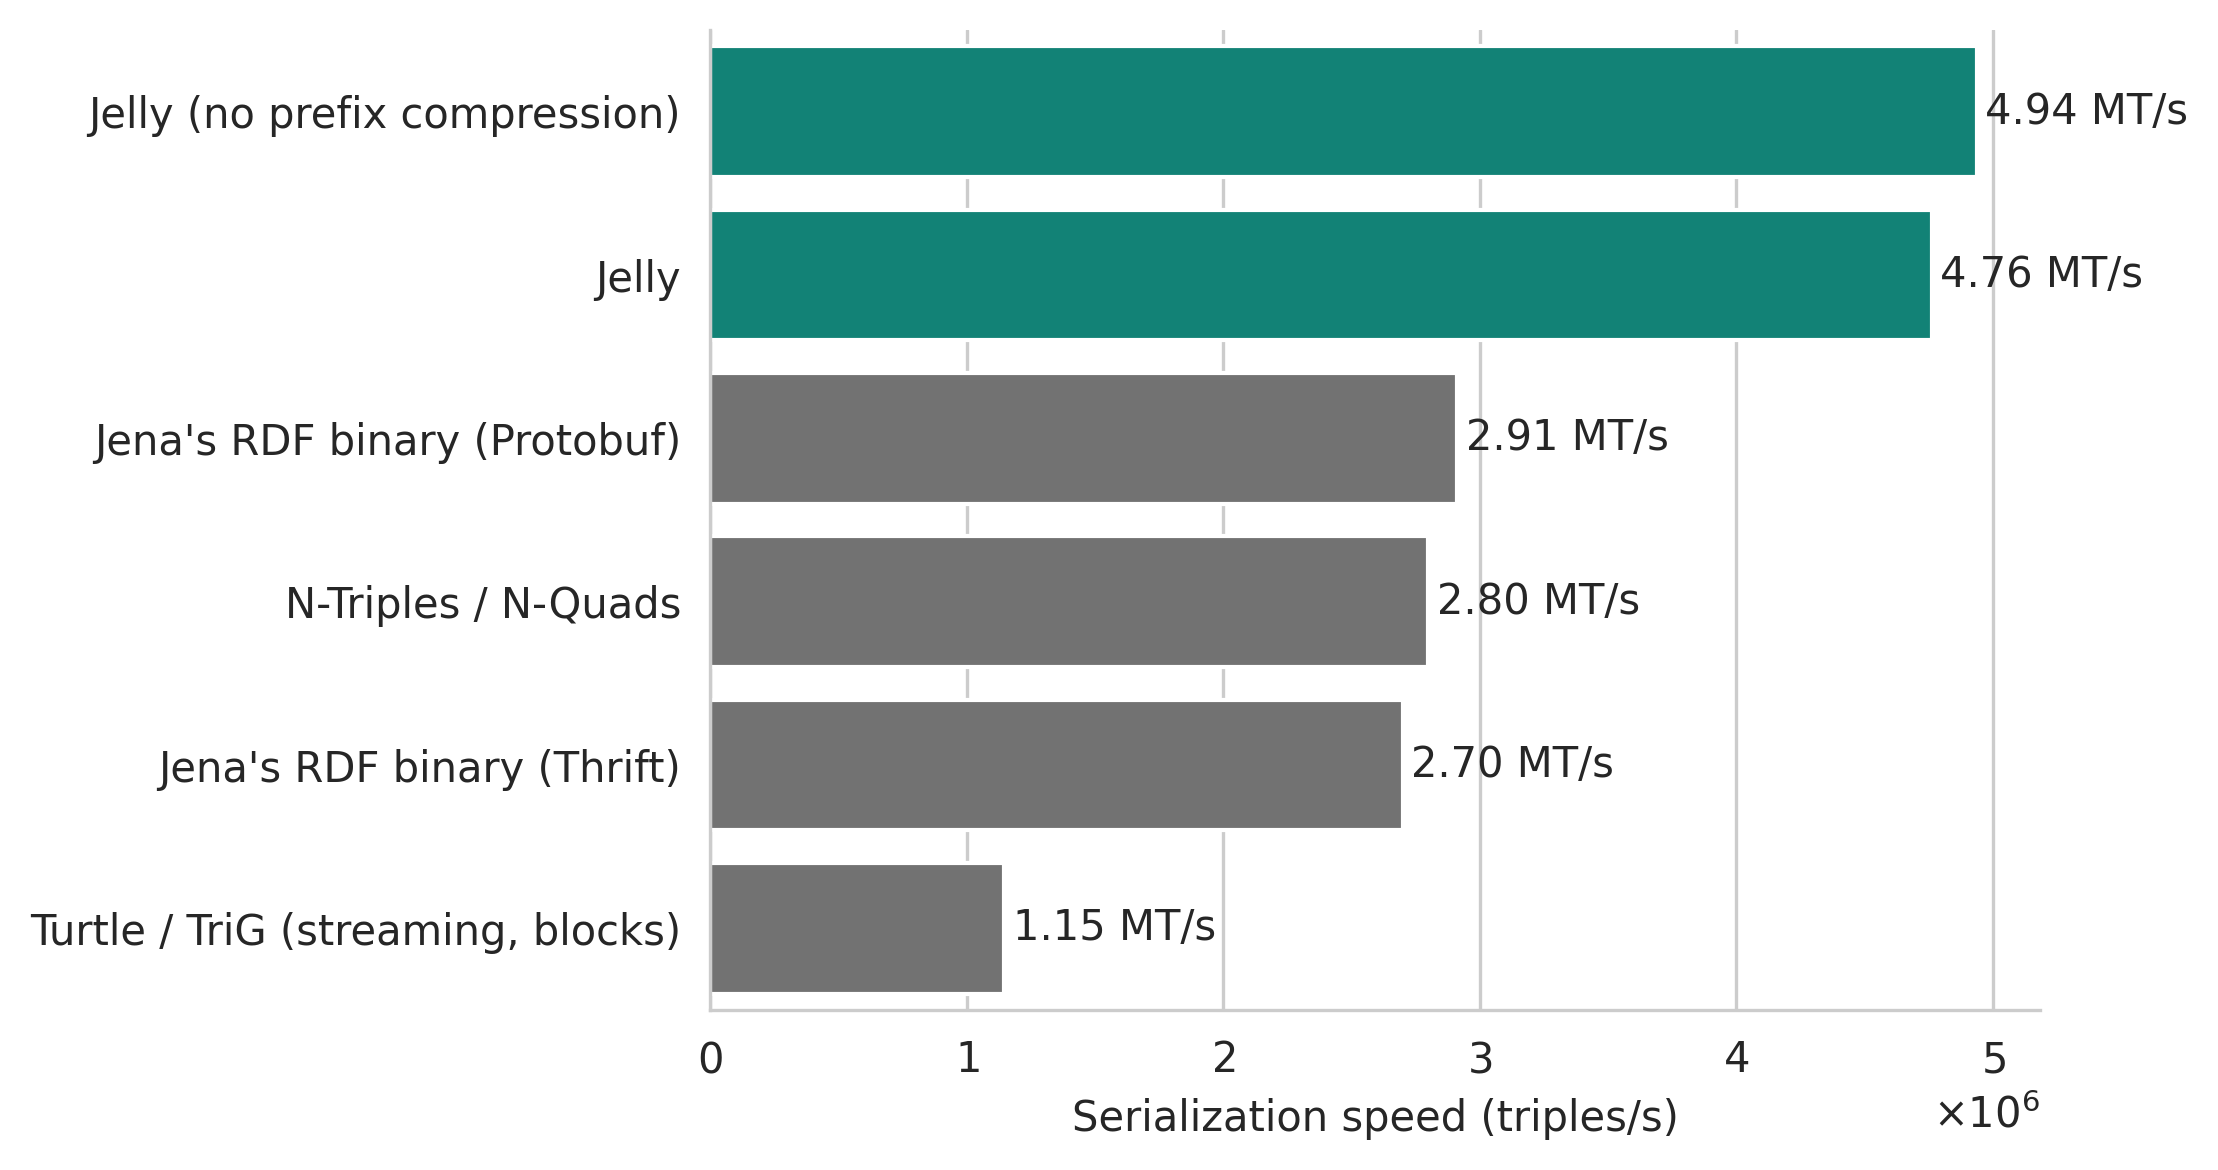 Jelly (no prefix compression)
4.94 MT/s
Jelly
4.76 MT/s
Jena's RDF binary (Protobuf)
2.91 MT/s
N-Triples / N-Quads
2.80 MT/s
Jena's RDF binary (Thrift)
2.70 MT/s
Turtle / TriG (streaming, blocks)
1.15 MT/s
0 1 2 3 4 5
Serialization speed (triples/s)
×10⁶